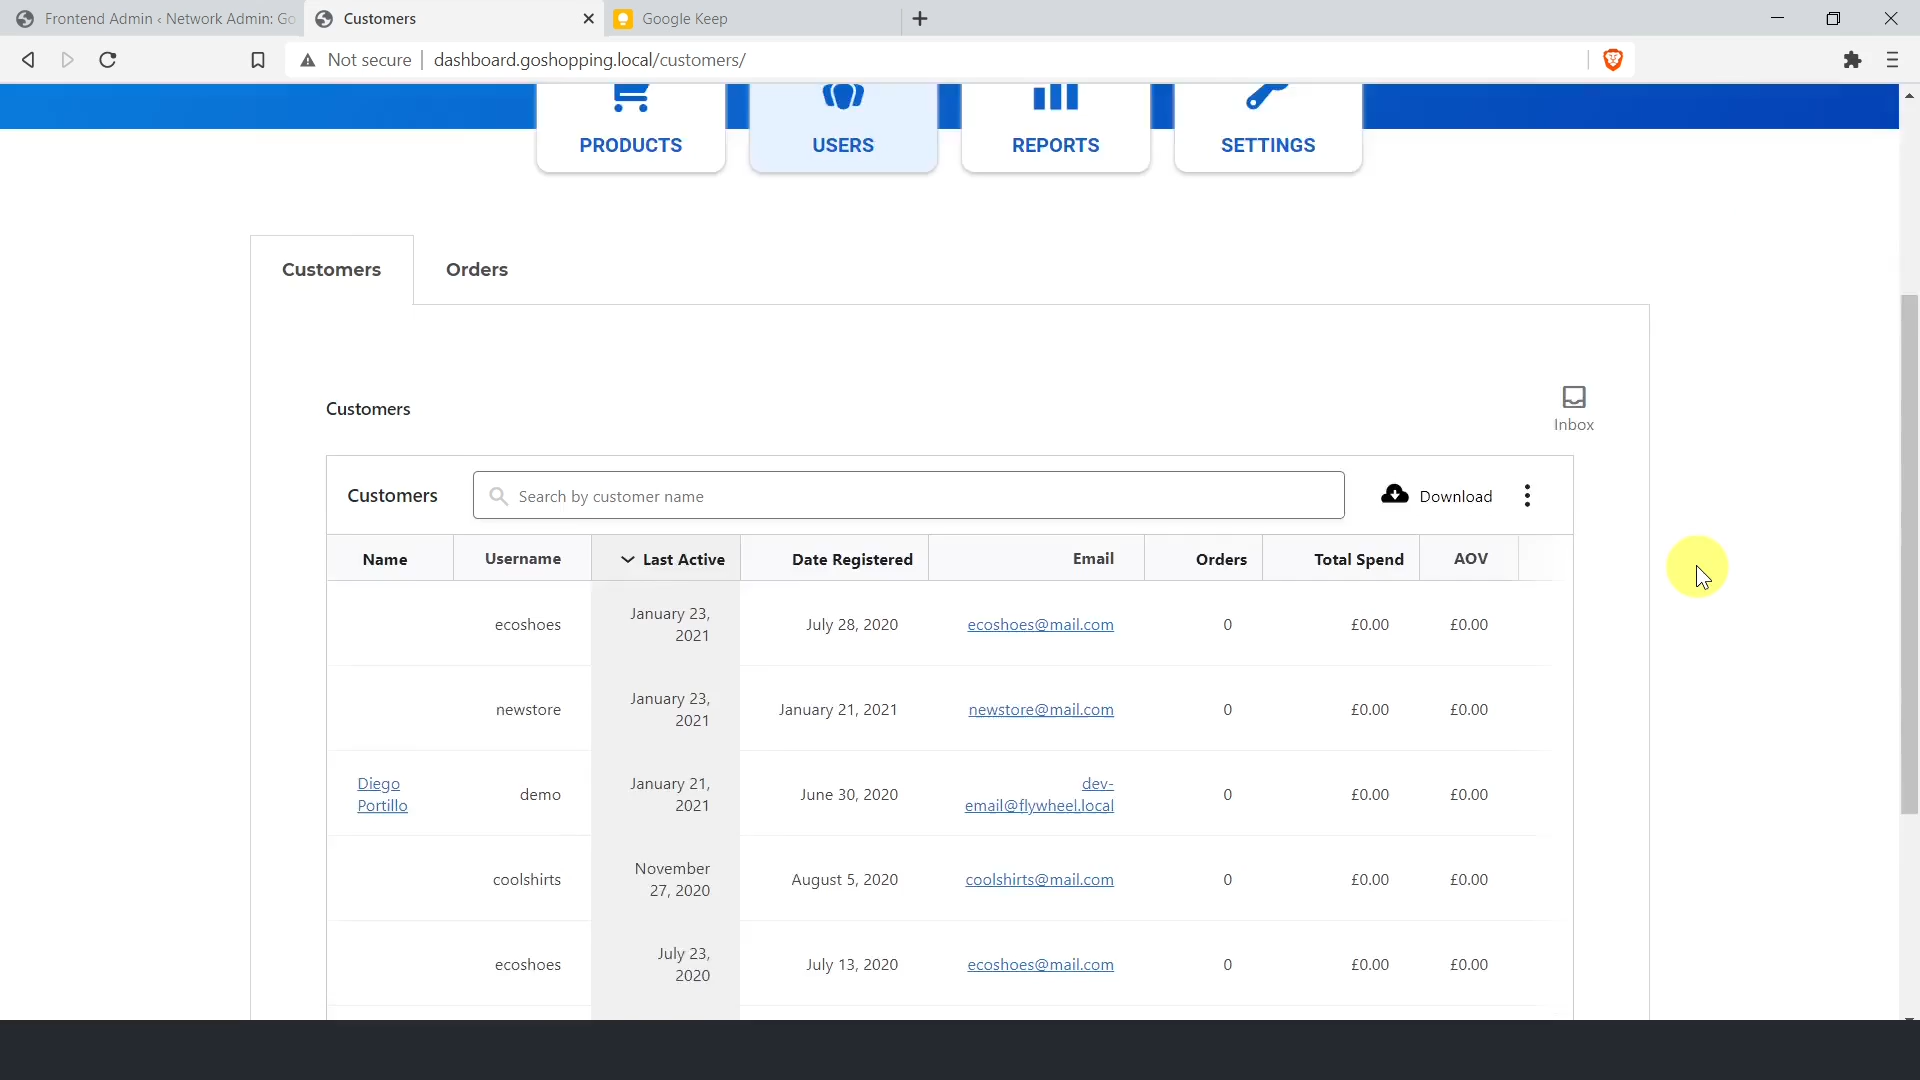 Frontend Admin ‹ Network Admin: Go
Customers
Google Keep
Not secure
dashboard.goshopping.local/customers/
PRODUCTS
USERS
REPORTS
SETTINGS
Customers
Orders
Customers
Inbox
Customers
Search by customer name
Download
Name Username Last Active Date Registered Email Orders Total Spend AOV
ecoshoes January 23, July 28, 2020 ecoshoes@mail.com 0 £0.00 £0.00
2021
newstore January 23, January 21, 2021 newstore@mail.com 0 £0.00 £0.00
2021
Diego demo January 21, June 30, 2020 dev- 0 £0.00 £0.00
Portillo 2021 email@flywheel.local
coolshirts November August 5, 2020 coolshirts@mail.com 0 £0.00 £0.00
27, 2020
ecoshoes July 23, July 13, 2020 ecoshoes@mail.com 0 £0.00 £0.00
2020